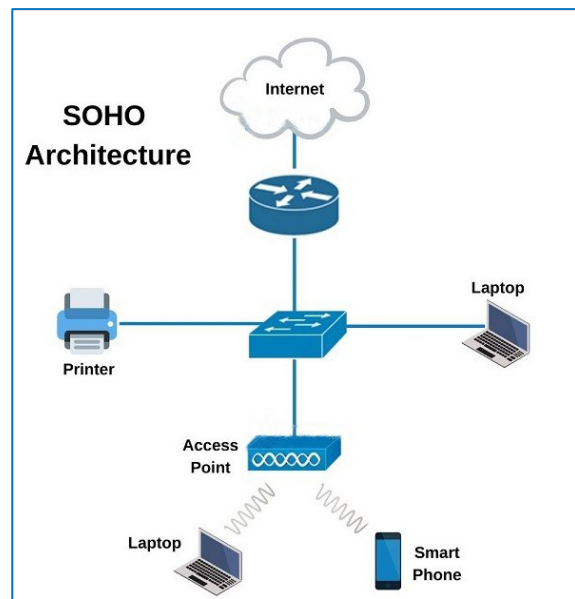 Internet
SOHO
Architecture
Laptop
Printer
Access
Point
Laptop
Smart
Phone